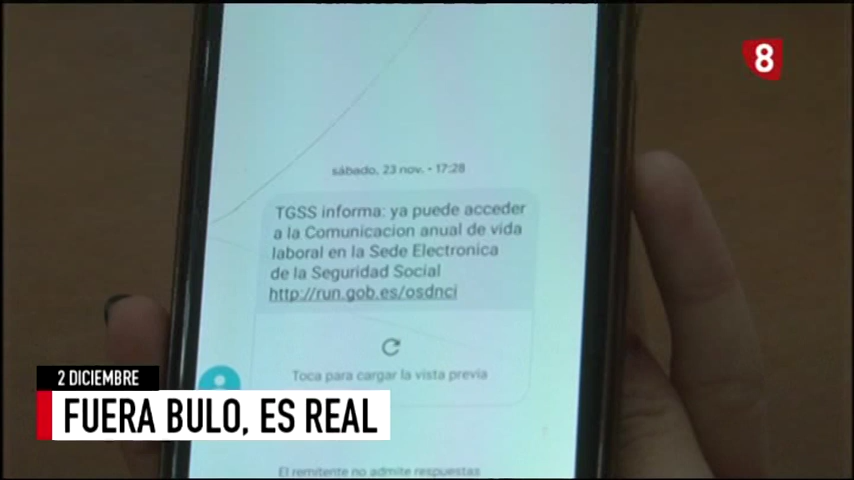 8
sábado, 23 nov. - 17:28
TGSS informa: ya puede acceder
a la Comunicacion anual de vida
laboral en la Sede Electronica
de la Seguridad Social
http://run.gob.es/osdnci
Toca para cargar la vista previa
2 DICIEMBRE
FUERA BULO, ES REAL
El remitente no admite respuestas